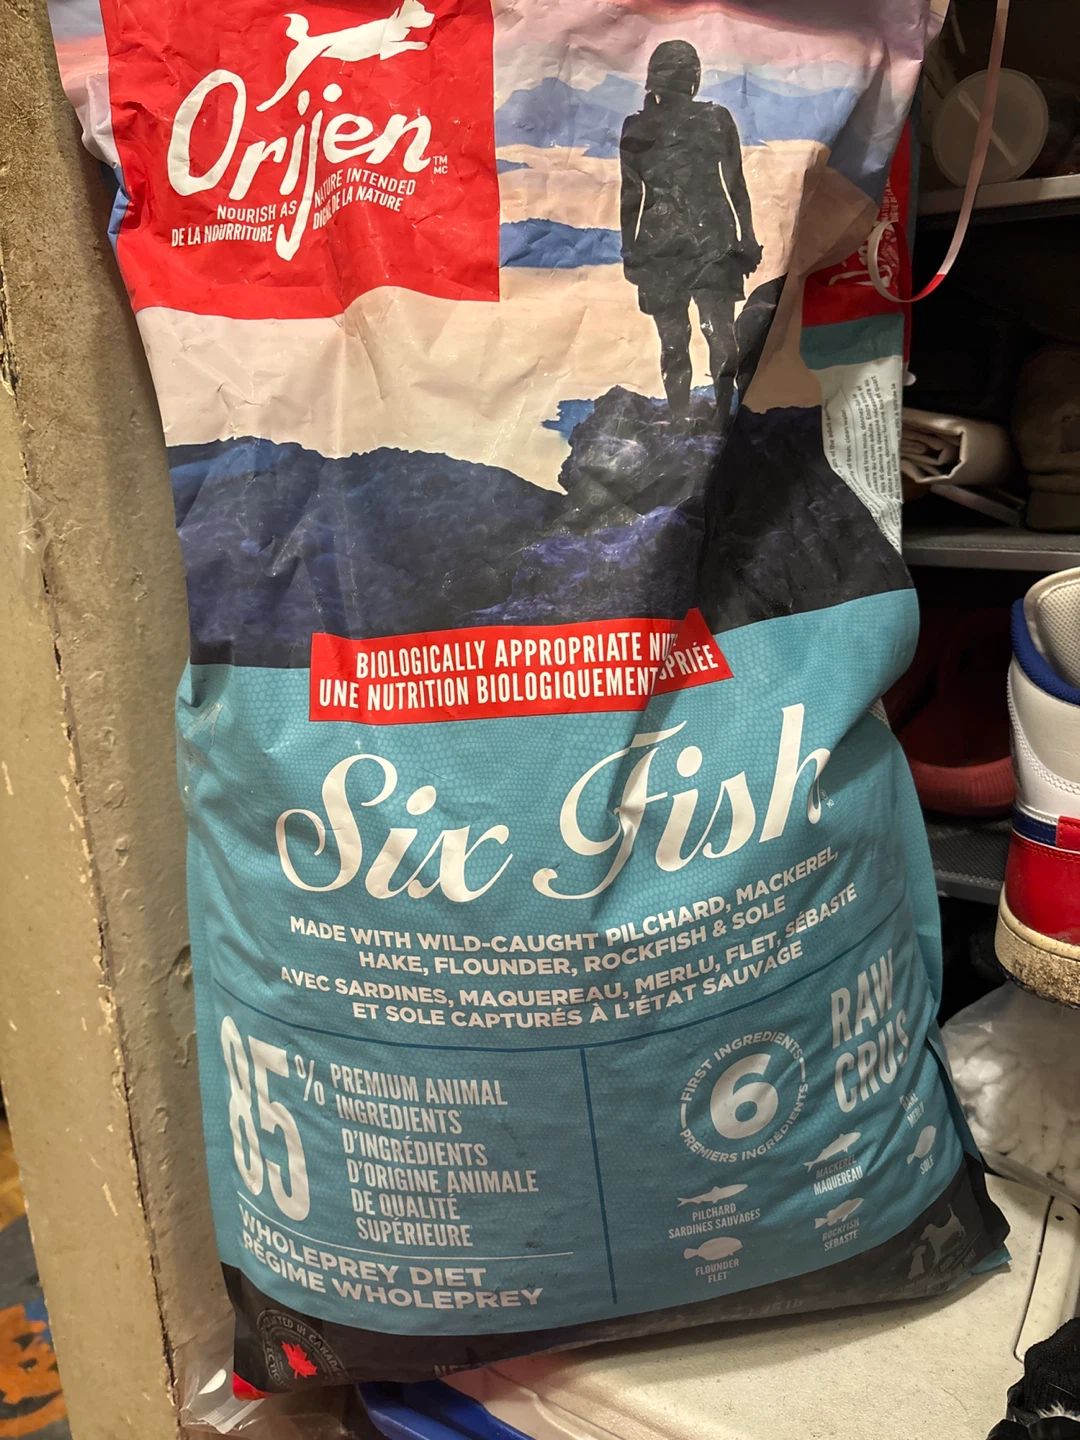 Orijen
TM
MC
NOURISH AS NATURE INTENDED
DE LA NOURRITURE DIGNE DE LA NATURE
BIOLOGICALLY APPROPRIATE
UNE NUTRITION BIOLOGIQUEMENT
Six Fish
MADE WITH WILD-CAUGHT PILCHARD, MACKEREL,
HAKE, FLOUNDER, ROCKFISH & SOLE
AVEC SARDINES, MAQUEREAU, MERLU, FLET, SÉBASTE
ET SOLE CAPTURÉS À L'ÉTAT SAUVAGE
85%
PREMIUM ANIMAL
INGREDIENTS
D'INGRÉDIENTS
D'ORIGINE ANIMALE
DE QUALITÉ
SUPÉRIEURE
WHOLEPREY DIET
RÉGIME WHOLEPREY
FIRST INGREDIENTS
6
PREMIERS INGRÉDIENTS
RAW
CRUS
MACKEREL
MAQUEREAU
SOLE
PILCHARD
SARDINES SAUVAGES
ROCKFISH
SÉBASTE
FLOUNDER
FLET